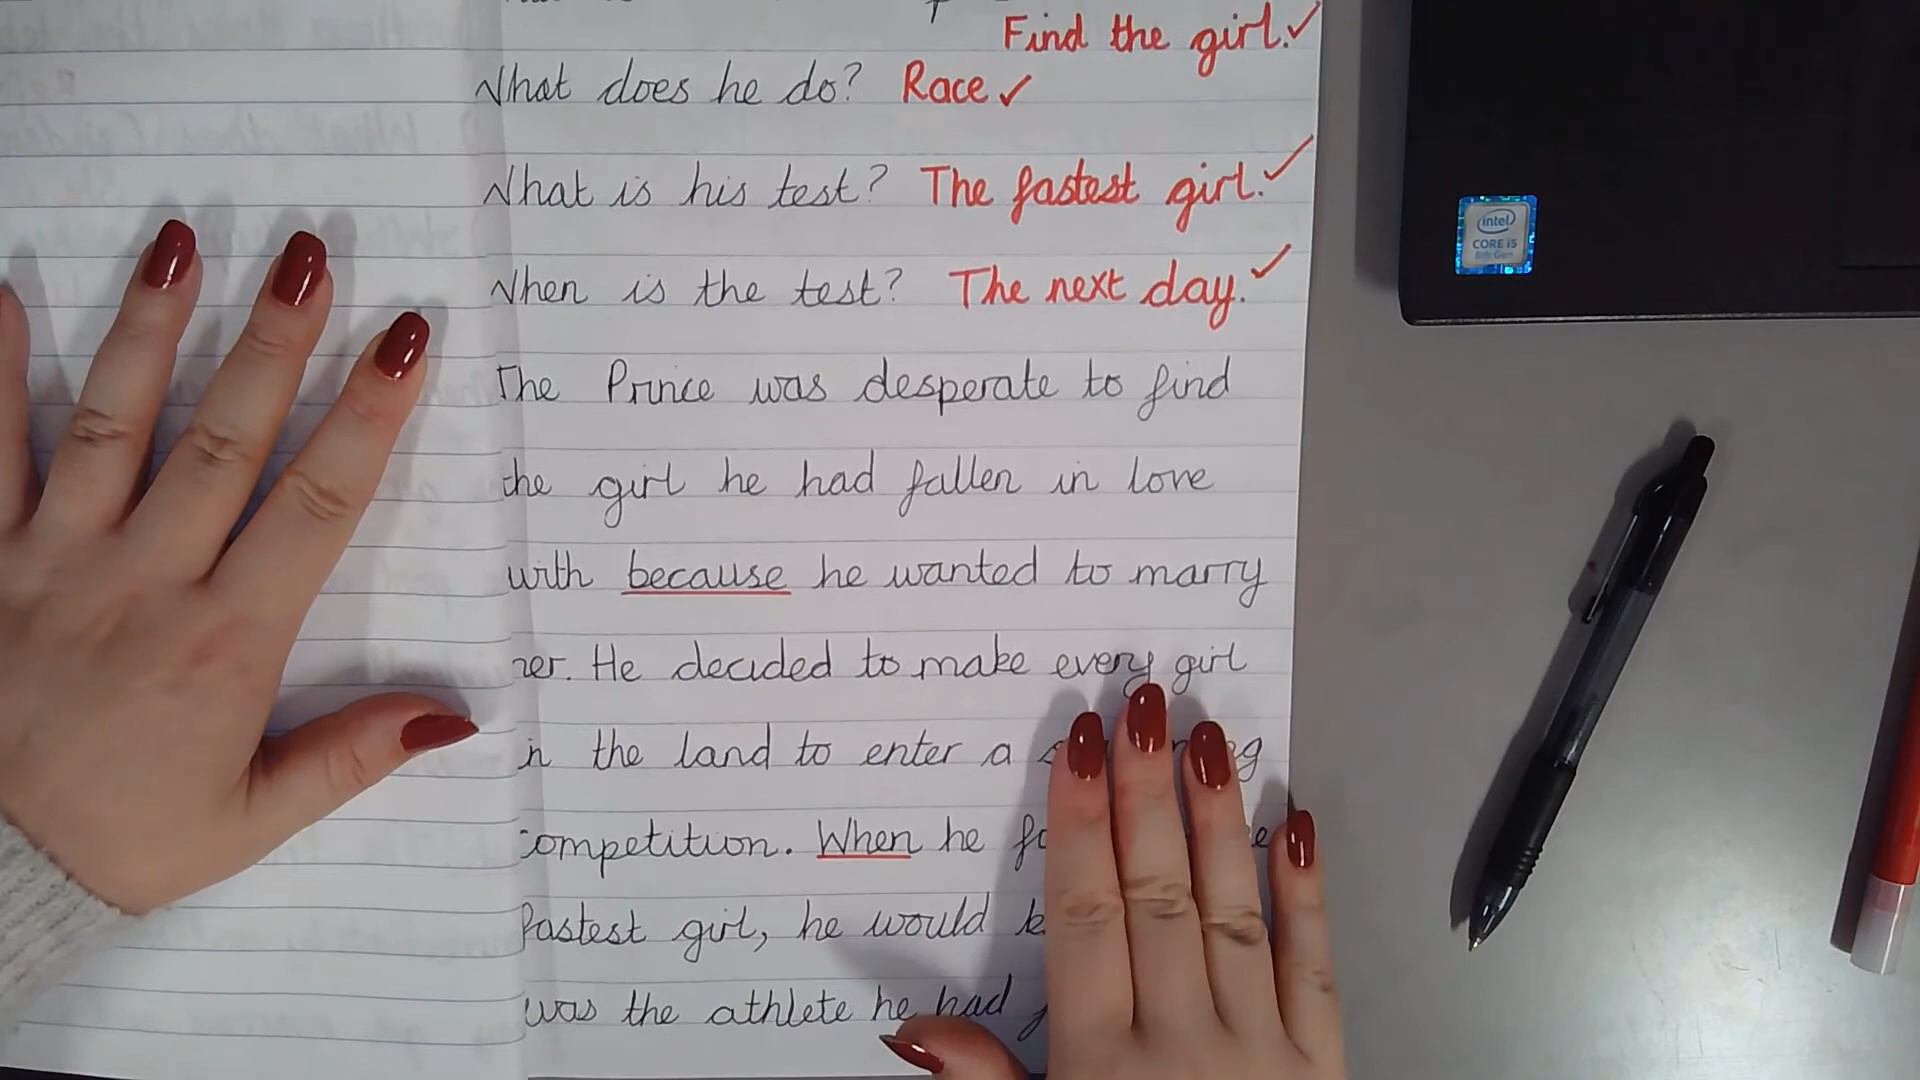 Find the girl. ✓
What does he do? Race ✓
What is his test? The fastest girl. ✓
When is the test? The next day. ✓
The Prince was desperate to find
the girl he had fallen in love
with because he wanted to marry
her. He decided to make every girl
in the land to enter a
competition. When he
fastest girl, he would
was the athlete he had
intel
CORE i5
8th Gen